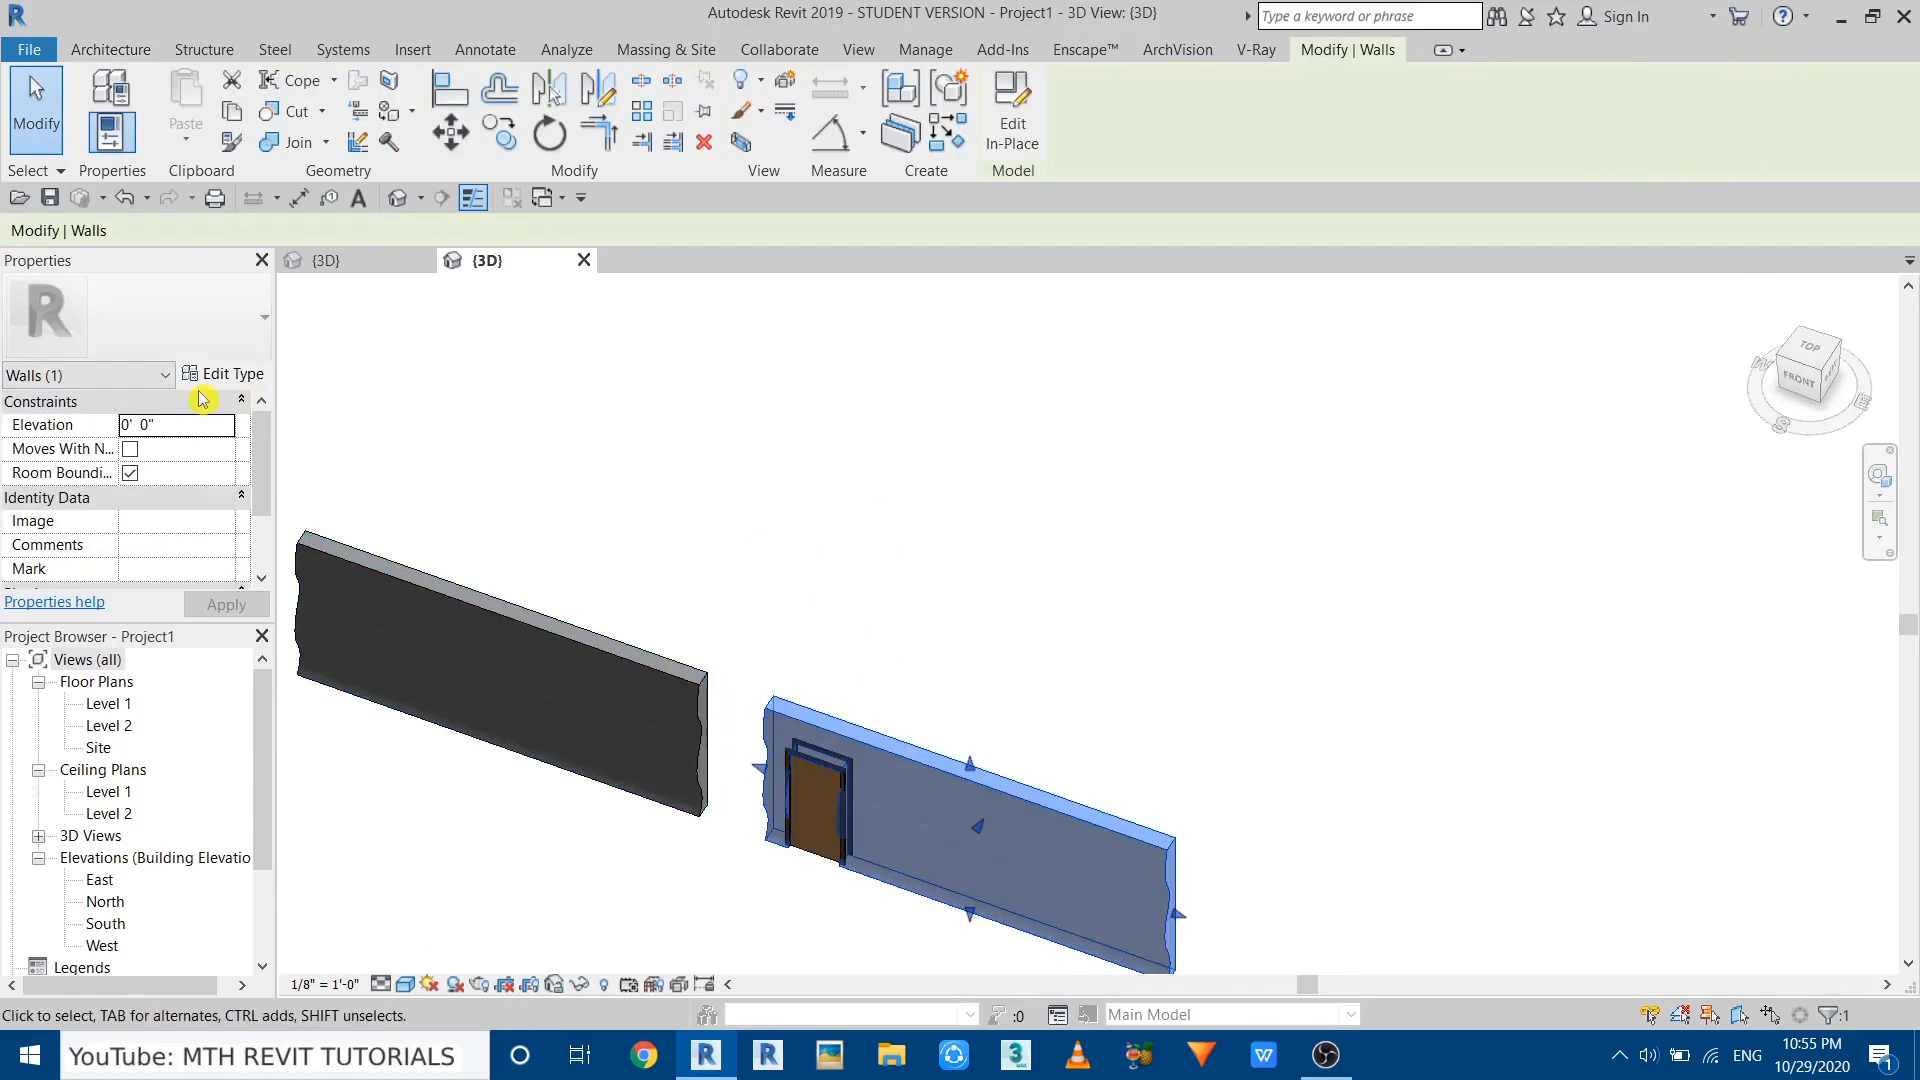 Autodesk Revit 2019 - STUDENT VERSION - Project1 - 3D View: {3D}
Type a keyword or phrase
Sign In
File Architecture Structure Steel Systems Insert Annotate Analyze Massing & Site Collaborate View Manage Add-Ins Enscape™ ArchVision V-Ray Modify | Walls
Modify
Paste
Cope
Cut
Join
Edit
In-Place
Select Properties Clipboard Geometry Modify View Measure Create Model
Modify | Walls
Properties
{3D}
{3D}
R
Walls (1)
Edit Type
Constraints
Elevation 0' 0"
Moves With N...
Room Boundi...
Identity Data
Image
Comments
Mark
Properties help
Apply
Project Browser - Project1
Views (all)
Floor Plans
Level 1
Level 2
Site
Ceiling Plans
Level 1
Level 2
3D Views
Elevations (Building Elevatio
East
North
South
West
Legends
TOP
FRONT
W
S
E
1/8" = 1'-0"
Click to select, TAB for alternates, CTRL adds, SHIFT unselects.
:0
Main Model
:1
YouTube: MTH REVIT TUTORIALS
ENG
10:55 PM
10/29/2020
1